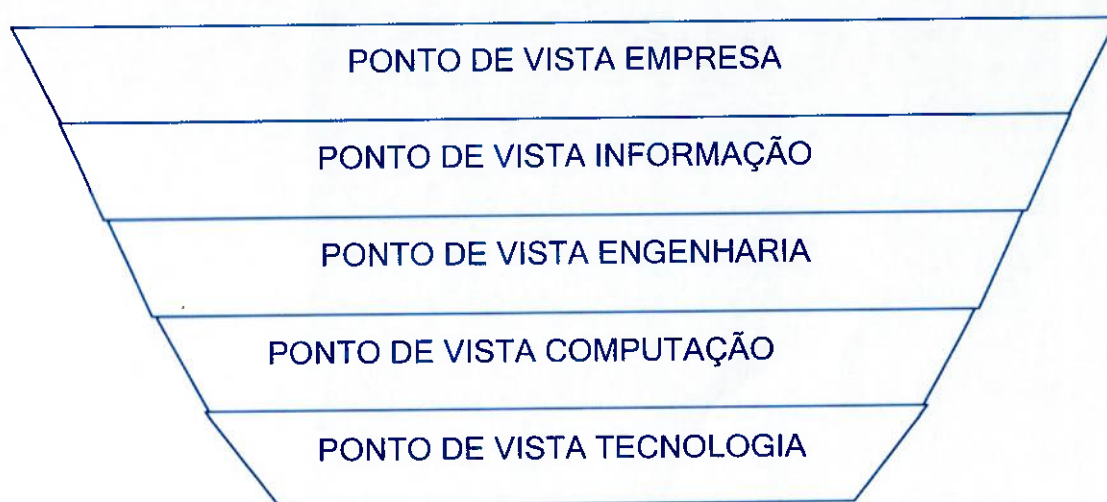 PONTO DE VISTA EMPRESA
PONTO DE VISTA INFORMAÇÃO
PONTO DE VISTA ENGENHARIA
PONTO DE VISTA COMPUTAÇÃO
PONTO DE VISTA TECNOLOGIA